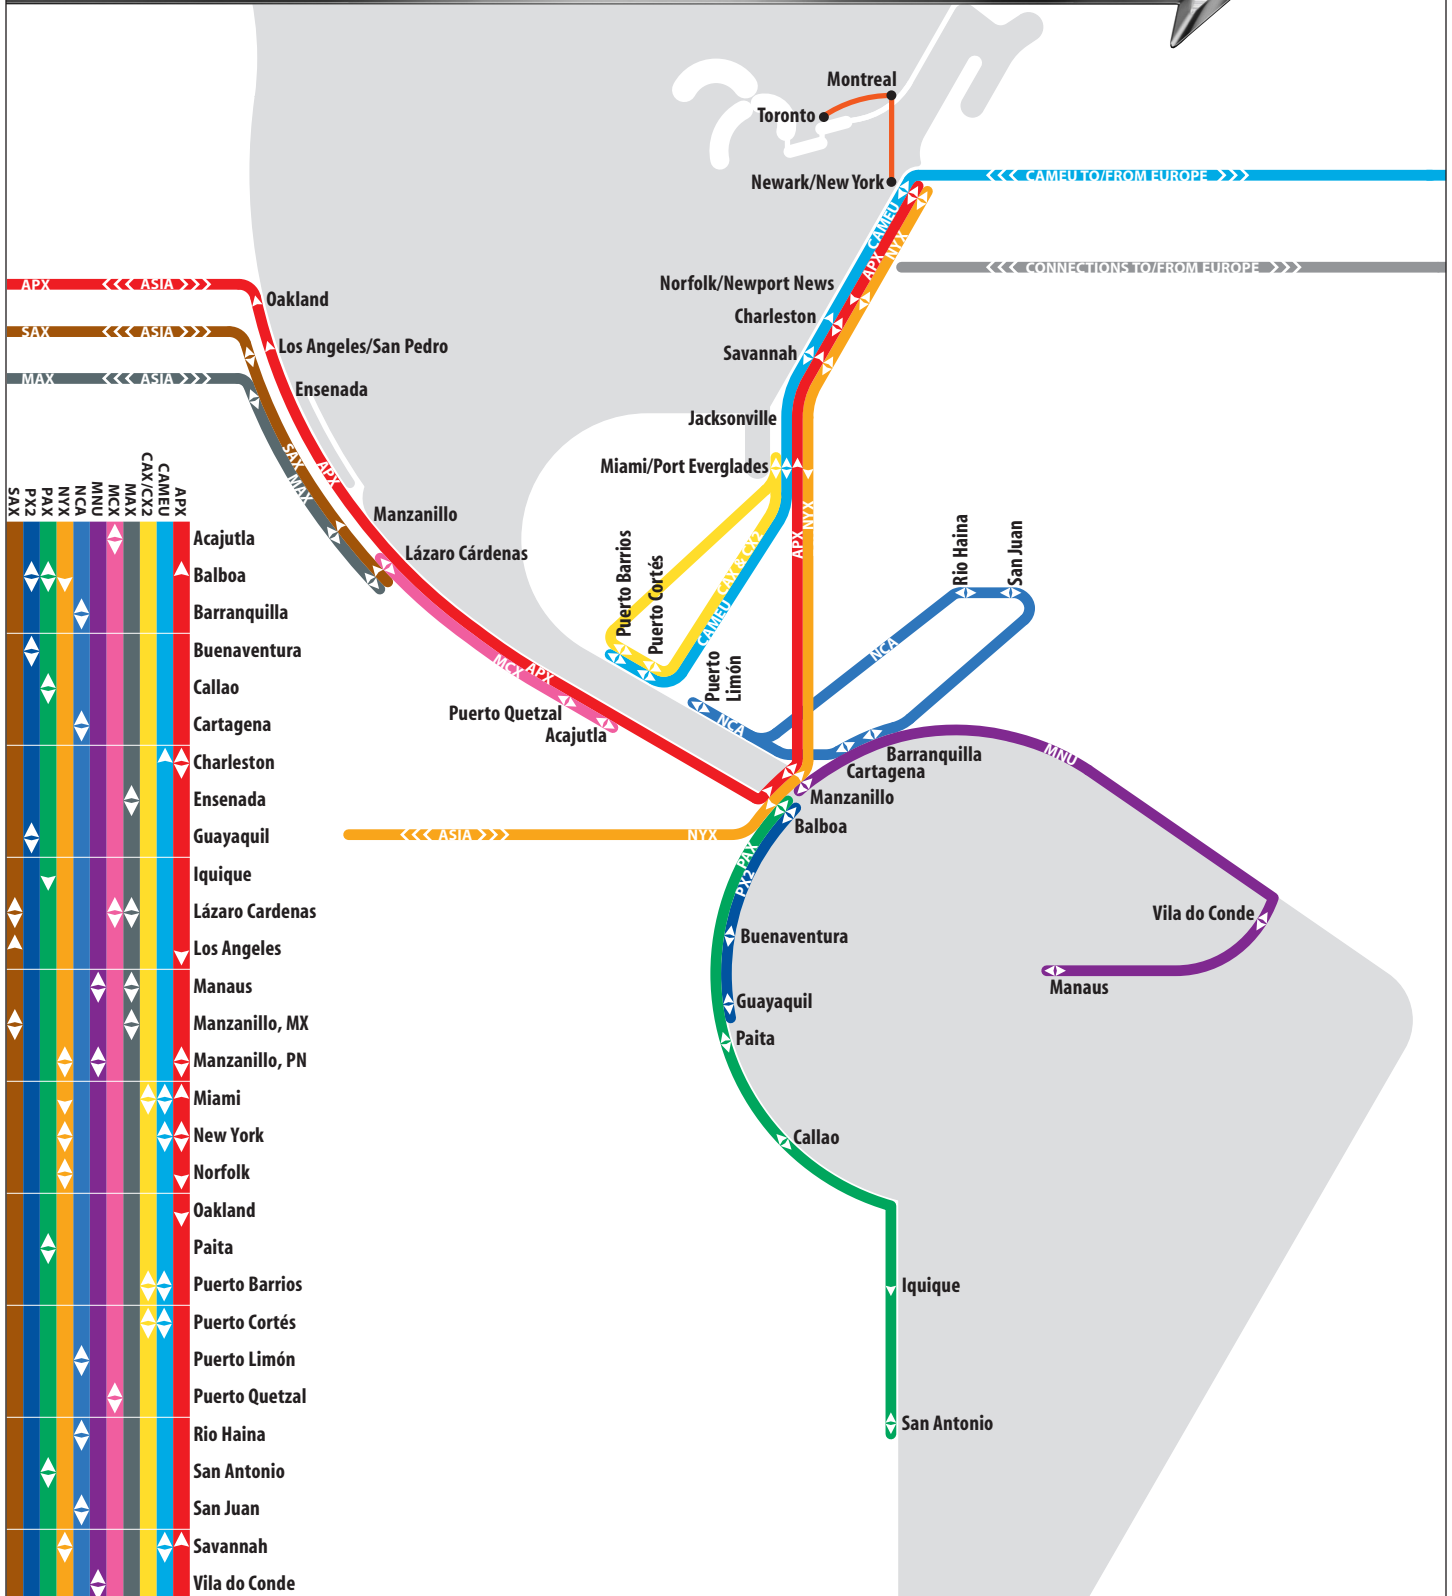 Montreal
Toronto
Newark/New York
<<< CAMEU TO/FROM EUROPE >>>
CAMEU
APX
NYX
<<< CONNECTIONS TO/FROM EUROPE >>>
Norfolk/Newport News
Charleston
Savannah
APX <<< ASIA >>>
Oakland
SAX <<< ASIA >>>
Los Angeles/San Pedro
MAX <<< ASIA >>>
Ensenada
Jacksonville
Miami/Port Everglades
SAX
APX
MAX
Manzanillo
Lázaro Cárdenas
APX
NYX
CAX & CX2
CAMEU
Puerto Barrios
Puerto Cortés
Puerto
Limón
Rio Haina
San Juan
NCA
NCA
MCX
APX
Puerto Quetzal
Acajutla
Barranquilla
Cartagena
Manzanillo
Balboa
MNU
<<< ASIA >>> NYX
PAX
PX2
Buenaventura
Guayaquil
Paita
Callao
Iquique
San Antonio
Vila do Conde
Manaus
SAX
PX2
PAX
NYX
NCA
MNU
MCX
MAX
CAX/CX2
CAMEU
APX
Acajutla
Balboa
Barranquilla
Buenaventura
Callao
Cartagena
Charleston
Ensenada
Guayaquil
Iquique
Lázaro Cardenas
Los Angeles
Manaus
Manzanillo, MX
Manzanillo, PN
Miami
New York
Norfolk
Oakland
Paita
Puerto Barrios
Puerto Cortés
Puerto Limón
Puerto Quetzal
Rio Haina
San Antonio
San Juan
Savannah
Vila do Conde